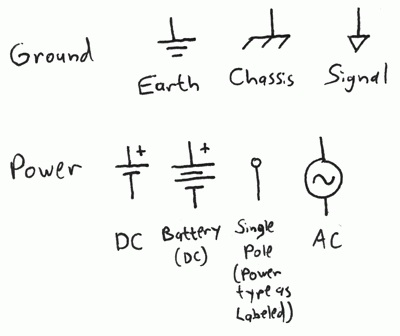 Ground
Earth
Chassis
Signal
Power
+
+
DC
Battery
(DC)
Single
Pole
(Power
type as
Labeled)
AC